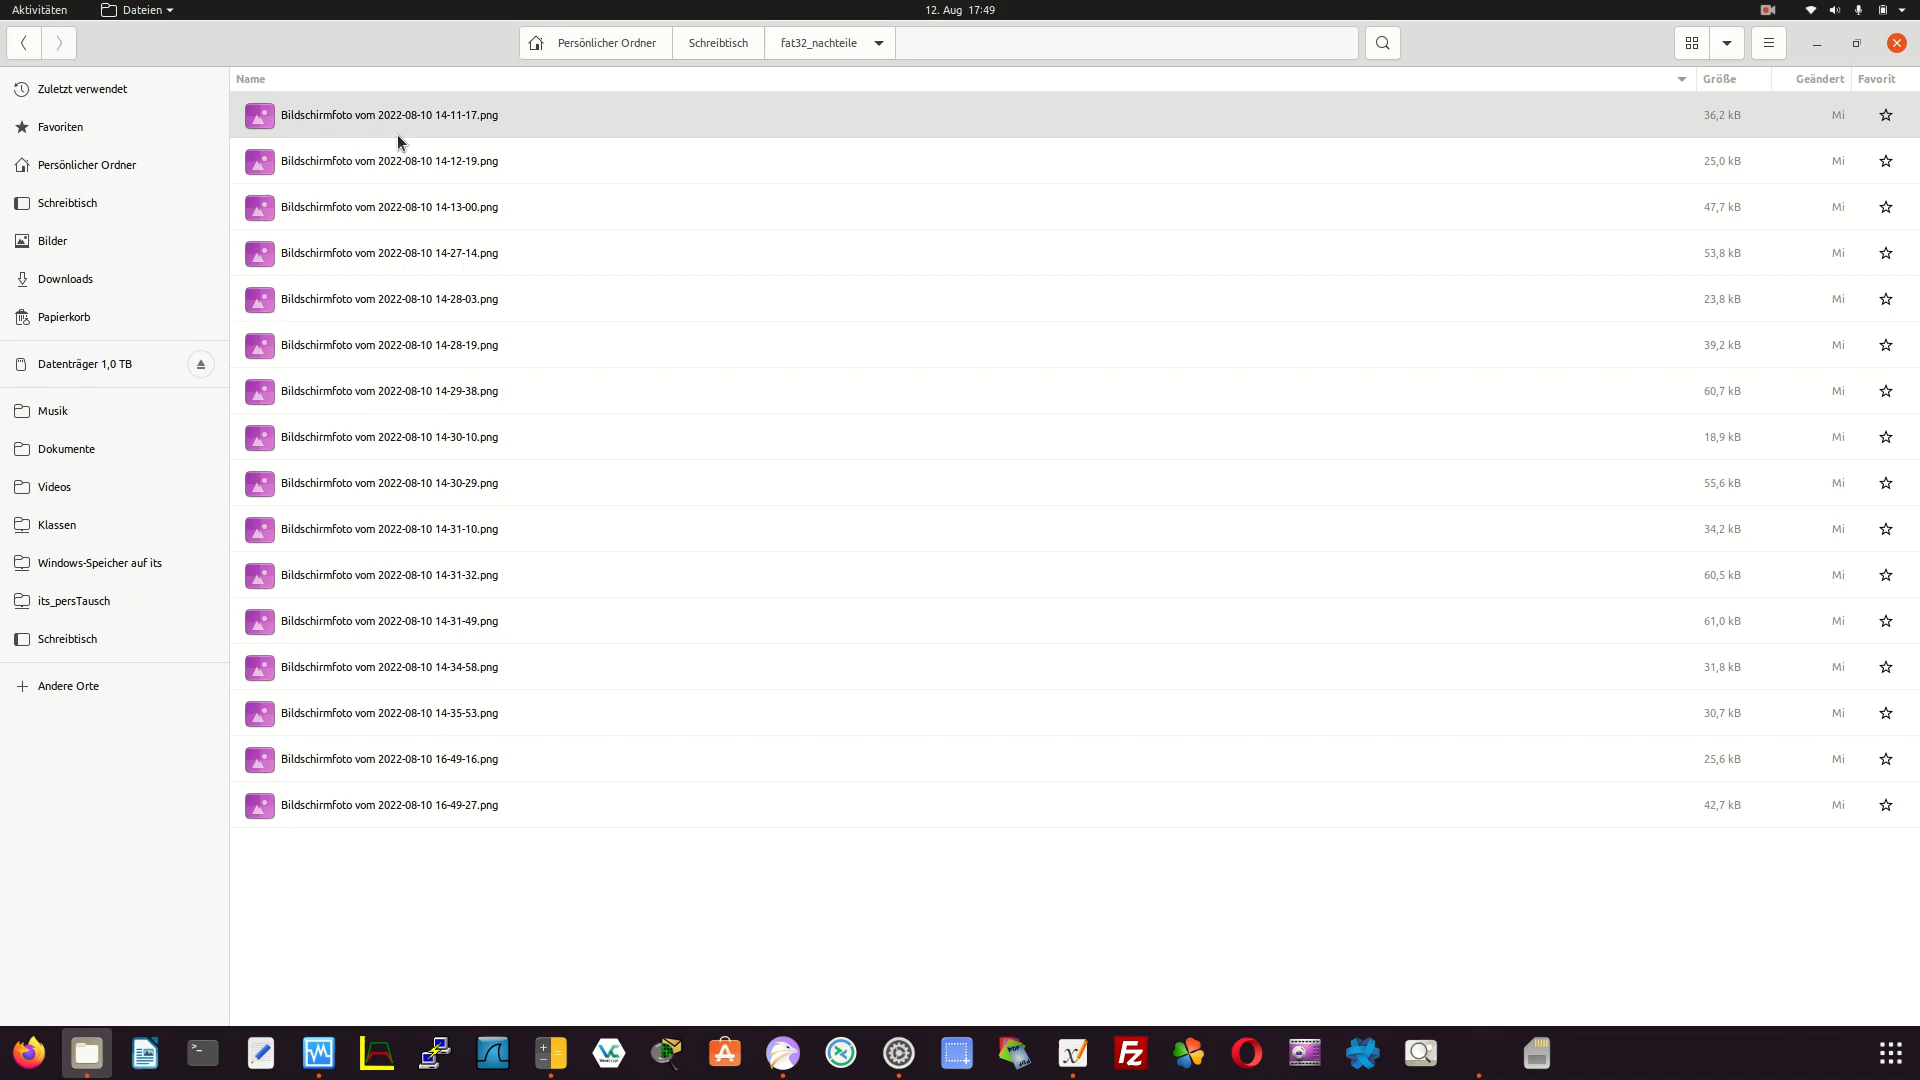 Aktivitäten Dateien 12. Aug 17:49
Persönlicher Ordner Schreibtisch fat32_nachteile
Name Größe Geändert Favorit
Zuletzt verwendet
Favoriten
Persönlicher Ordner
Schreibtisch
Bilder
Downloads
Papierkorb
Datenträger 1,0 TB
Musik
Dokumente
Videos
Klassen
Windows-Speicher auf its
its_persTausch
Schreibtisch
Andere Orte
Bildschirmfoto vom 2022-08-10 14-11-17.png 36,2 kB Mi
Bildschirmfoto vom 2022-08-10 14-12-19.png 25,0 kB Mi
Bildschirmfoto vom 2022-08-10 14-13-00.png 47,7 kB Mi
Bildschirmfoto vom 2022-08-10 14-27-14.png 53,8 kB Mi
Bildschirmfoto vom 2022-08-10 14-28-03.png 23,8 kB Mi
Bildschirmfoto vom 2022-08-10 14-28-19.png 39,2 kB Mi
Bildschirmfoto vom 2022-08-10 14-29-38.png 60,7 kB Mi
Bildschirmfoto vom 2022-08-10 14-30-10.png 18,9 kB Mi
Bildschirmfoto vom 2022-08-10 14-30-29.png 55,6 kB Mi
Bildschirmfoto vom 2022-08-10 14-31-10.png 34,2 kB Mi
Bildschirmfoto vom 2022-08-10 14-31-32.png 60,5 kB Mi
Bildschirmfoto vom 2022-08-10 14-31-49.png 61,0 kB Mi
Bildschirmfoto vom 2022-08-10 14-34-58.png 31,8 kB Mi
Bildschirmfoto vom 2022-08-10 14-35-53.png 30,7 kB Mi
Bildschirmfoto vom 2022-08-10 16-49-16.png 25,6 kB Mi
Bildschirmfoto vom 2022-08-10 16-49-27.png 42,7 kB Mi